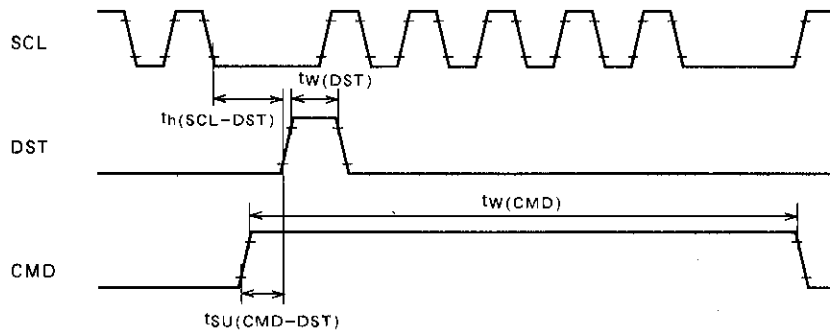 SCL
tW(DST)
th(SCL-DST)
DST
tW(CMD)
CMD
tSU(CMD-DST)